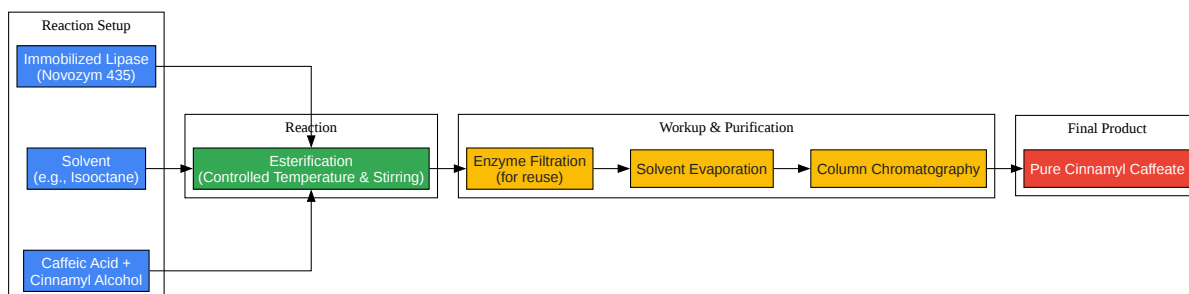 Reaction Setup
Immobilized Lipase
(Novozym 435)
Solvent
(e.g., Isooctane)
Caffeic Acid +
Cinnamyl Alcohol
Reaction
Esterification
(Controlled Temperature & Stirring)
Workup & Purification
Enzyme Filtration
(for reuse)
Solvent Evaporation
Column Chromatography
Final Product
Pure Cinnamyl Caffeate